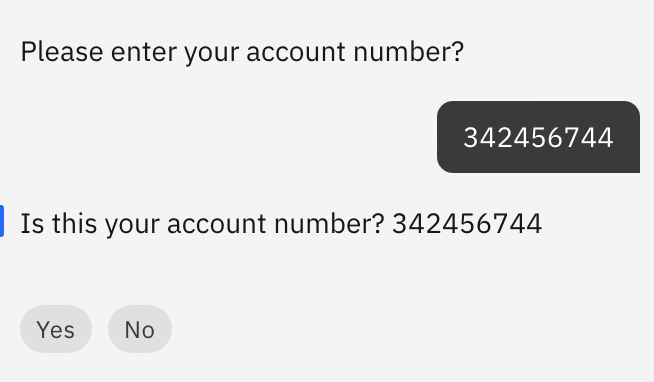 Please enter your account number?
342456744
Is this your account number? 342456744
Yes No